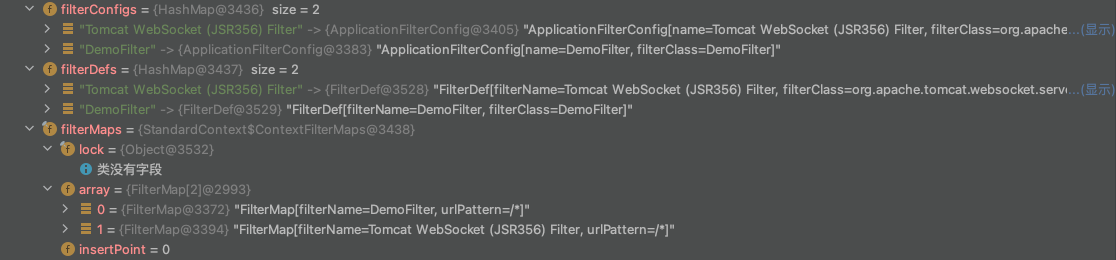 filterConfigs = {HashMap@3436} size = 2
"Tomcat WebSocket (JSR356) Filter" -> {ApplicationFilterConfig@3405} "ApplicationFilterConfig[name=Tomcat WebSocket (JSR356) Filter, filterClass=org.apache...(显示)
"DemoFilter" -> {ApplicationFilterConfig@3383} "ApplicationFilterConfig[name=DemoFilter, filterClass=DemoFilter]"
filterDefs = {HashMap@3437} size = 2
"Tomcat WebSocket (JSR356) Filter" -> {FilterDef@3528} "FilterDef[filterName=Tomcat WebSocket (JSR356) Filter, filterClass=org.apache.tomcat.websocket.serve...(显示)
"DemoFilter" -> {FilterDef@3529} "FilterDef[filterName=DemoFilter, filterClass=DemoFilter]"
filterMaps = {StandardContext$ContextFilterMaps@3438}
lock = {Object@3532}
类没有字段
array = {FilterMap[2]@2993}
0 = {FilterMap@3372} "FilterMap[filterName=DemoFilter, urlPattern=/*]"
1 = {FilterMap@3394} "FilterMap[filterName=Tomcat WebSocket (JSR356) Filter, urlPattern=/*]"
insertPoint = 0